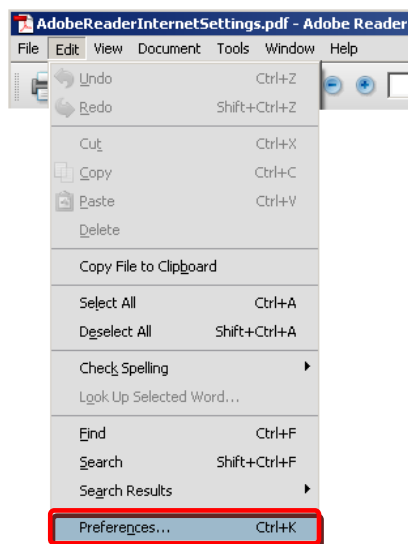 AdobeReaderInternetSettings.pdf - Adobe Reader
File Edit View Document Tools Window Help
Undo Ctrl+Z
Redo Shift+Ctrl+Z
Cut Ctrl+X
Copy Ctrl+C
Paste Ctrl+V
Delete
Copy File to Clipboard
Select All Ctrl+A
Deselect All Shift+Ctrl+A
Check Spelling
Look Up Selected Word...
Find Ctrl+F
Search Shift+Ctrl+F
Search Results
Preferences... Ctrl+K